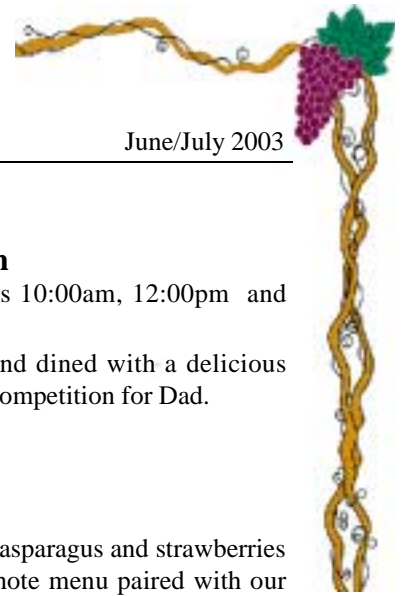 June/July 2003
s 10:00am, 12:00pm and
nd dined with a delicious
ompetition for Dad.
asparagus and strawberries
note menu paired with our